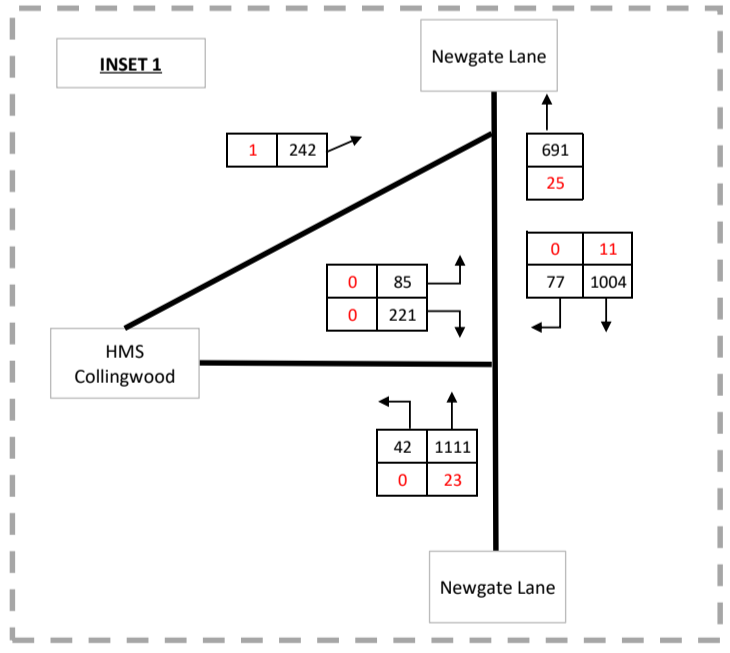 INSET 1
Newgate Lane
1 242
691
25
0 11
77 1004
0 85
0 221
HMS
Collingwood
42 1111
0 23
Newgate Lane